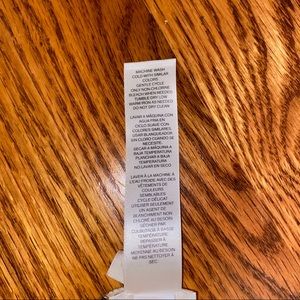 MACHINE WASH
COLD WITH SIMILAR
COLORS
GENTLE CYCLE
ONLY NON-CHLORINE
BLEACH WHEN NEEDED
TUMBLE DRY LOW
WARM IRON AS NEEDED
DO NOT DRY CLEAN
LAVAR A MÁQUINA CON
AGUA FRIA EN
CICLO SUAVE CON
COLORES SIMILARES,
USAR BLANQUEADOR
SIN CLORO CUANDO SE
NECESITE.
SECAR A MÁQUINA A
BAJA TEMPERATURA
PLANCHAR A BAJA
TEMPERATURA
NO LAVAR EN SECO
LAVER À LA MACHINE À
L'EAU FROIDE AVEC DES
VÊTEMENTS DE
COULEURS
SEMBLABLES
CYCLE DÉLICAT
UTILISER SEULEMENT
UN AGENT DE
BLANCHIMENT NON
CHLORÉ AU BESOIN
SÉCHER PAR
CULBUTAGE À BASSE
TEMPÉRATURE
REPASSER À
TEMPÉRATURE
MOYENNE AU BESOIN
NE PAS NETTOYER À
SEC